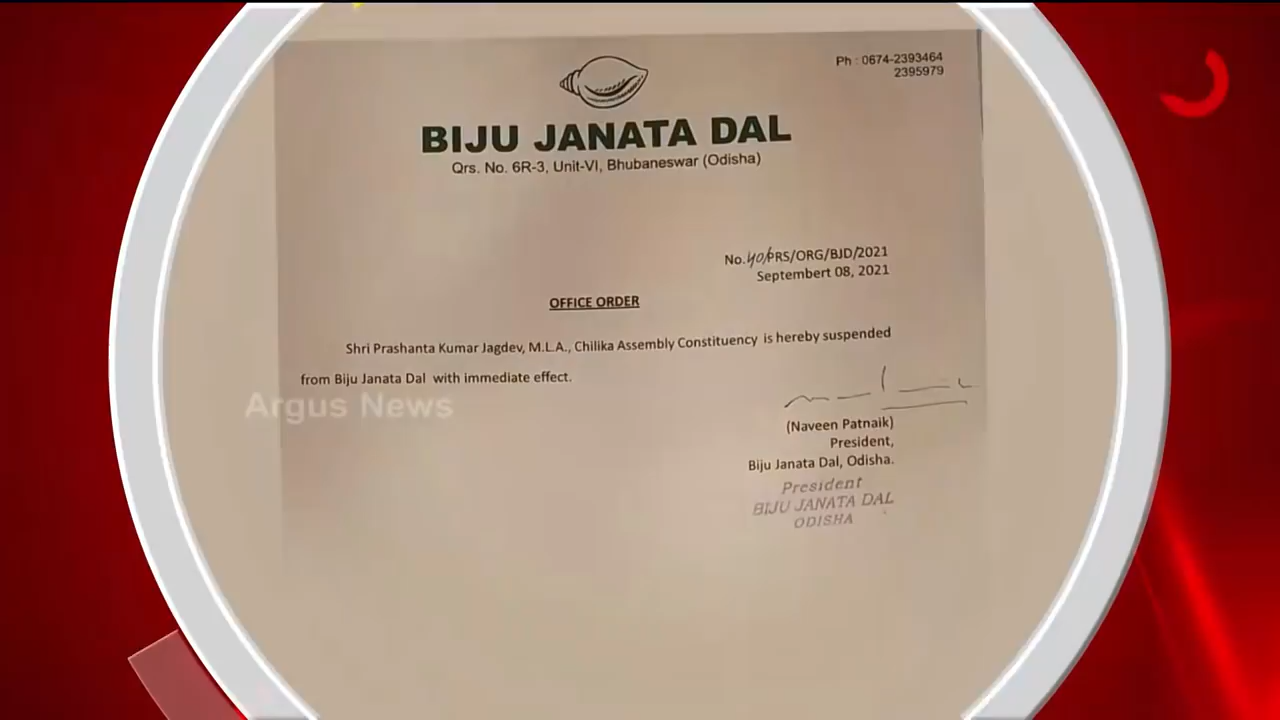 Ph : 0674-2393464
2395979
BIJU JANATA DAL
Qrs. No. 6R-3, Unit-VI, Bhubaneswar (Odisha)
No.40/PRS/ORG/BJD/2021
Septembert 08, 2021
OFFICE ORDER
Shri Prashanta Kumar Jagdev, M.L.A., Chilika Assembly Constituency is hereby suspended
from Biju Janata Dal with immediate effect.
Argus News
(Naveen Patnaik)
President,
Biju Janata Dal, Odisha.
President
BIJU JANATA DAL
ODISHA